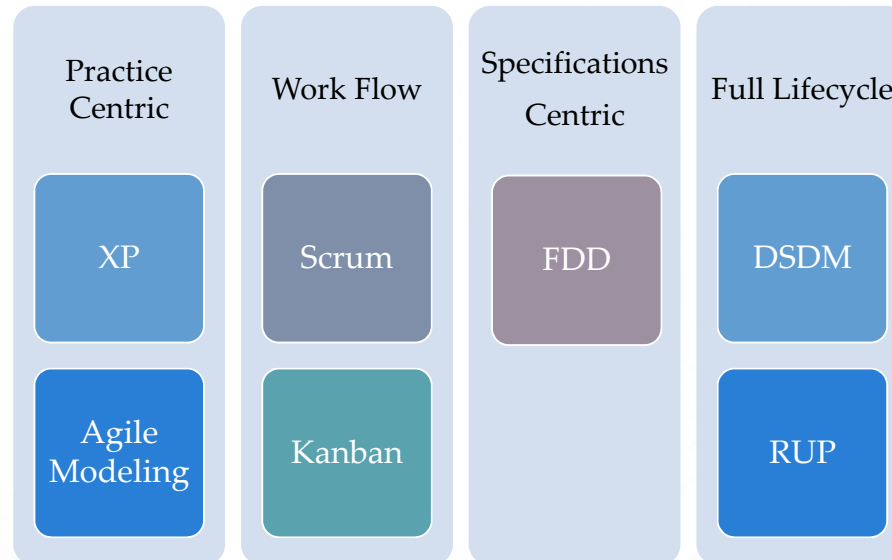 Practice
Centric
XP
Agile
Modeling
Work Flow
Scrum
Kanban
Specifications
Centric
FDD
Full Lifecycle
DSDM
RUP